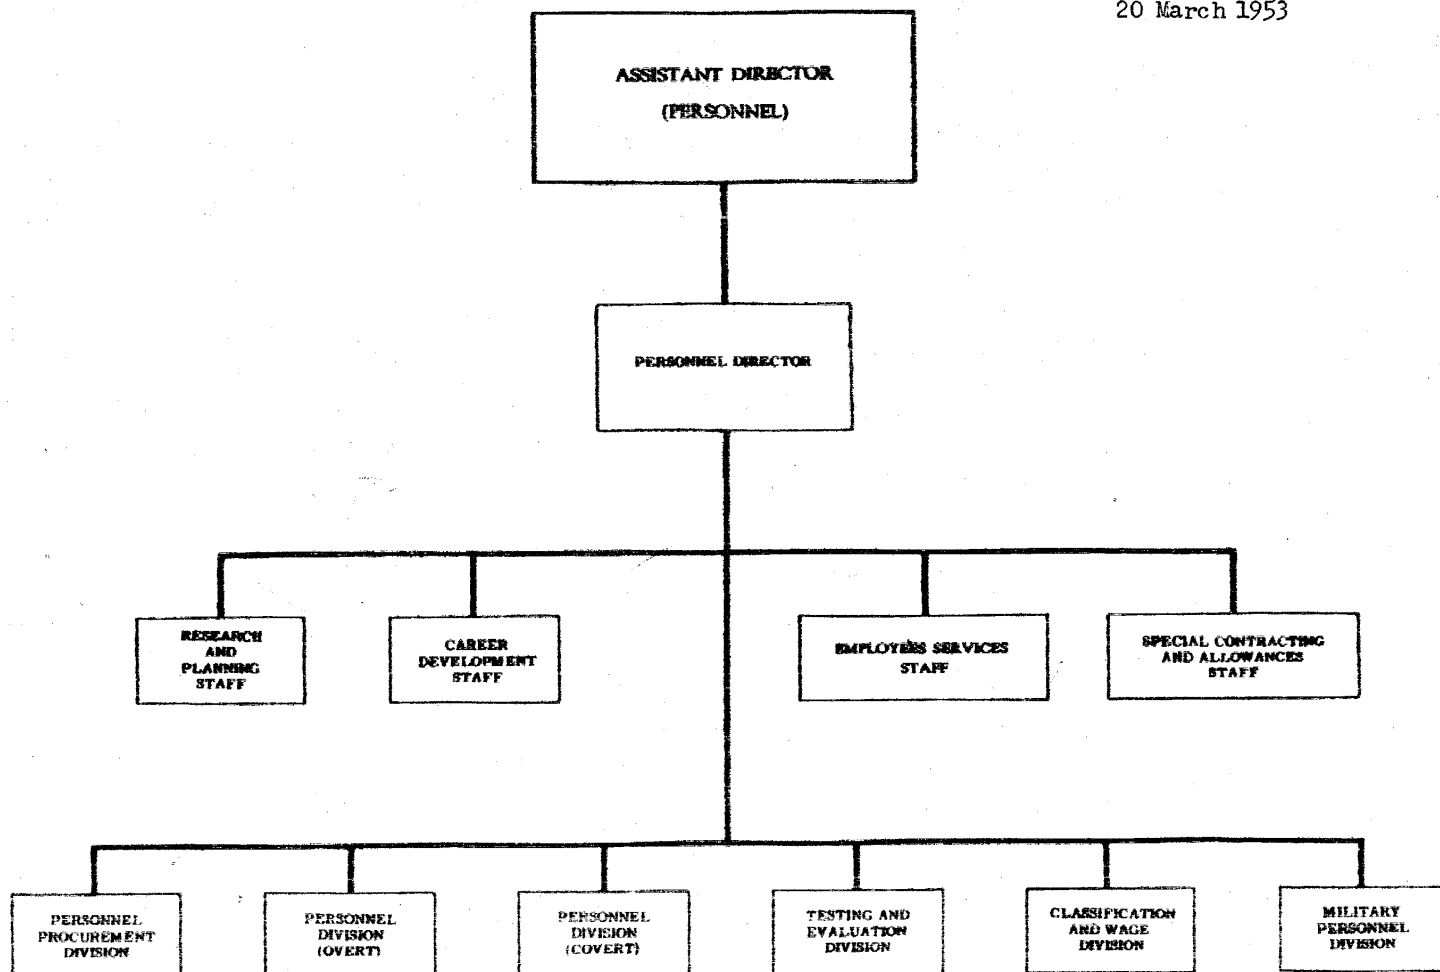 20 March 1953
ASSISTANT DIRECTOR
(PERSONNEL)
PERSONNEL DIRECTOR
RESEARCH
AND
PLANNING
STAFF
CAREER
DEVELOPMENT
STAFF
EMPLOYEES SERVICES
STAFF
SPECIAL CONTRACTING
AND ALLOWANCES
STAFF
PERSONNEL
PROCUREMENT
DIVISION
PERSONNEL
DIVISION
(OVERT)
PERSONNEL
DIVISION
(COVERT)
TESTING AND
EVALUATION
DIVISION
CLASSIFICATION
AND WAGE
DIVISION
MILITARY
PERSONNEL
DIVISION